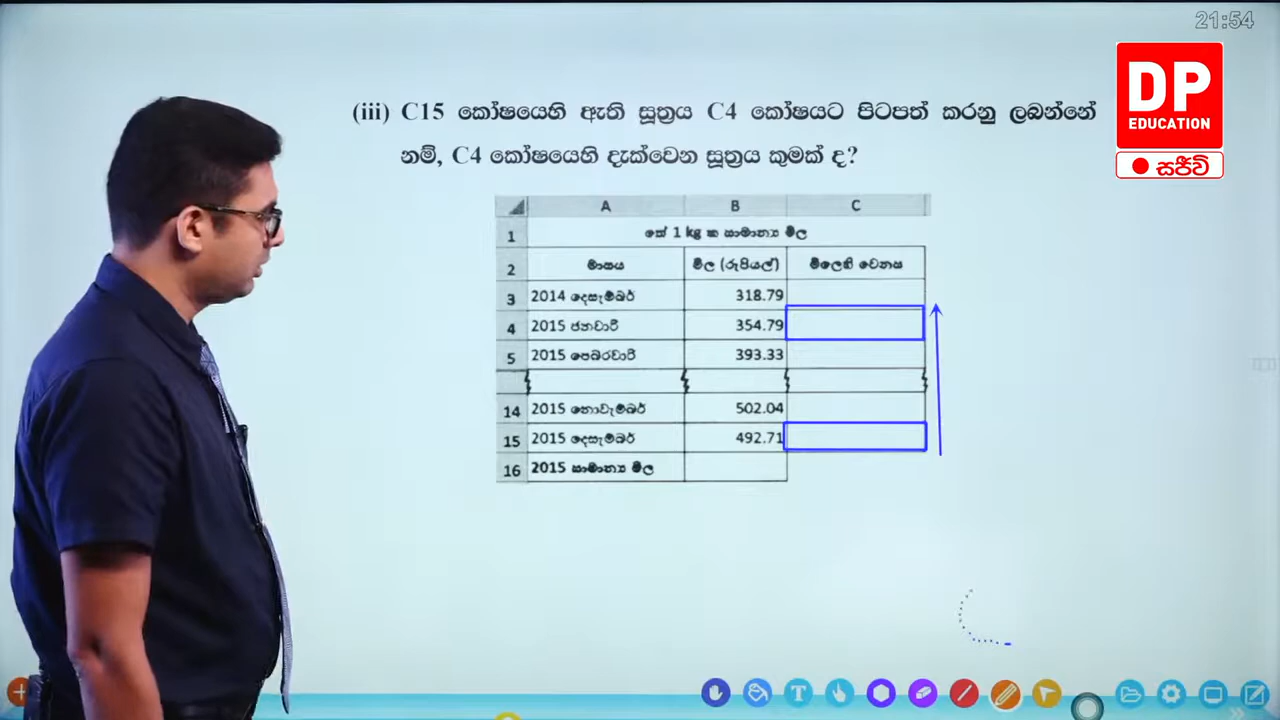 21:54
DP
EDUCATION
සජීවි
(iii) C15 කෝෂයෙහි ඇති සූත්‍රය C4 කෝෂයට පිටපත් කරනු ලබන්නේ
නම්, C4 කෝෂයෙහි දැක්වෙන සූත්‍රය කුමක් ද?
A B C
1 තේ 1 kg ක සාමාන්‍ය මිල
2 මාසය මිල (රුපියල්) මිලෙහි වෙනස
3 2014 දෙසැම්බර් 318.79
4 2015 ජනවාරි 354.79
5 2015 පෙබරවාරි 393.33
14 2015 නොවැම්බර් 502.04
15 2015 දෙසැම්බර් 492.71
16 2015 සාමාන්‍ය මිල